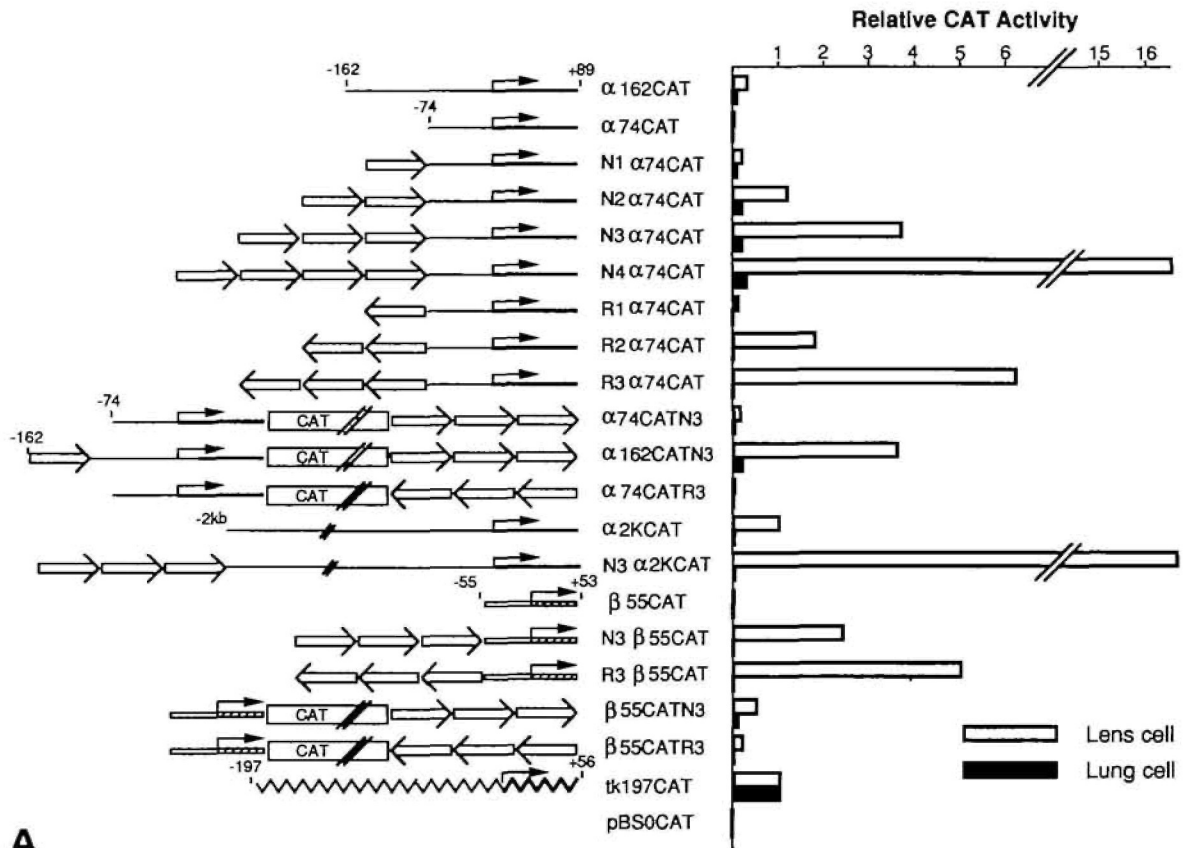 Relative CAT Activity
1 2 3 4 5 6 15 16
-162 +89 α162CAT
-74 α74CAT
N1 α74CAT
N2 α74CAT
N3 α74CAT
N4 α74CAT
R1 α74CAT
R2 α74CAT
R3 α74CAT
-74 CAT α74CATN3
-162 CAT α162CATN3
CAT α74CATR3
-2kb α2KCAT
N3 α2KCAT
-55 +53 β55CAT
N3 β55CAT
R3 β55CAT
CAT β55CATN3
CAT β55CATR3
-197 +56 tk197CAT
pBS0CAT
Lens cell
Lung cell
A